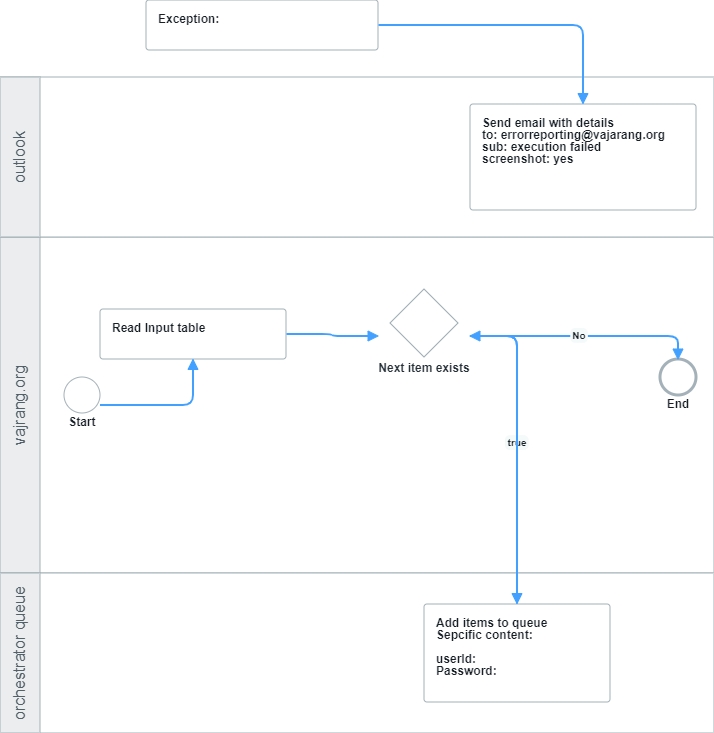 Exception:
outlook
Send email with details
to: errorreporting@vajarang.org
sub: execution failed
screenshot: yes
vajrang.org
Read Input table
Start
Next item exists
No
End
true
orchestrator queue
Add items to queue
Sepcific content:
userId:
Password: